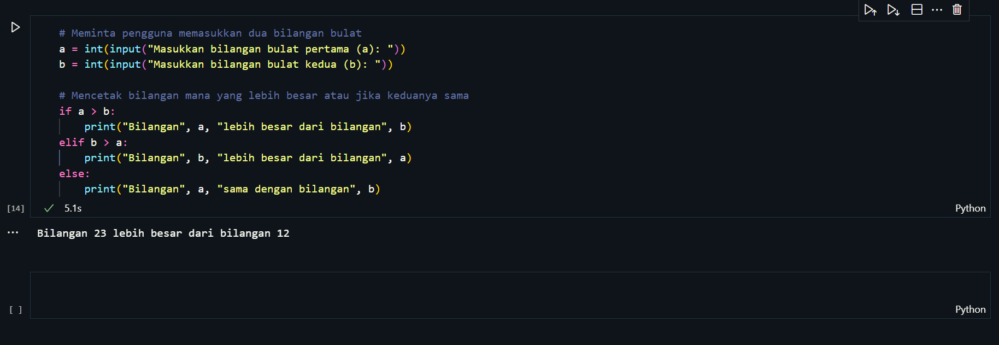 # Meminta pengguna memasukkan dua bilangan bulat
a = int(input("Masukkan bilangan bulat pertama (a): "))
b = int(input("Masukkan bilangan bulat kedua (b): "))
# Mencetak bilangan mana yang lebih besar atau jika keduanya sama
if a > b:
    print("Bilangan", a, "lebih besar dari bilangan", b)
elif b > a:
    print("Bilangan", b, "lebih besar dari bilangan", a)
else:
    print("Bilangan", a, "sama dengan bilangan", b)
[14] ✓ 5.1s Python
... Bilangan 23 lebih besar dari bilangan 12
[ ] Python